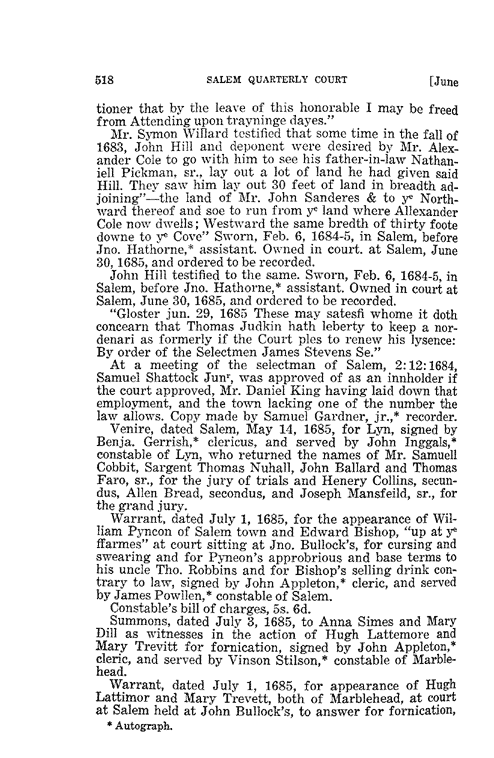 518 SALEM QUARTERLY COURT [June
tioner that by the leave of this honorable I may be freed
from Attending upon trayninge dayes."
Mr. Symon Willard testified that some time in the fall of
1683, John Hill and deponent were desired by Mr. Alex-
ander Cole to go with him to see his father-in-law Nathan-
iell Pickman, sr., lay out a lot of land he had given said
Hill. They saw him lay out 30 feet of land in breadth ad-
joining"—the land of Mr. John Sanderes & to yᵉ North-
ward thereof and soe to run from yᵉ land where Allexander
Cole now dwells; Westward the same bredth of thirty foote
downe to yᵉ Cove" Sworn, Feb. 6, 1684-5, in Salem, before
Jno. Hathorne,* assistant. Owned in court. at Salem, June
30, 1685, and ordered to be recorded.
John Hill testified to the same. Sworn, Feb. 6, 1684-5, in
Salem, before Jno. Hathorne,* assistant. Owned in court at
Salem, June 30, 1685, and ordered to be recorded.
"Gloster jun. 29, 1685 These may satesfi whome it doth
concearn that Thomas Judkin hath leberty to keep a nor-
denari as formerly if the Court ples to renew his lysence:
By order of the Selectmen James Stevens Se."
At a meeting of the selectman of Salem, 2:12:1684,
Samuel Shattock Junʳ, was approved of as an innholder if
the court approved, Mr. Daniel King having laid down that
employment, and the town lacking one of the number the
law allows. Copy made by Samuel Gardner, jr.,* recorder.
Venire, dated Salem, May 14, 1685, for Lyn, signed by
Benja. Gerrish,* clericus, and served by John Inggals,*
constable of Lyn, who returned the names of Mr. Samuell
Cobbit, Sargent Thomas Nuhall, John Ballard and Thomas
Faro, sr., for the jury of trials and Henery Collins, secun-
dus, Allen Bread, secondus, and Joseph Mansfeild, sr., for
the grand jury.
Warrant, dated July 1, 1685, for the appearance of Wil-
liam Pyncon of Salem town and Edward Bishop, "up at yᵉ
ffarmes" at court sitting at Jno. Bullock's, for cursing and
swearing and for Pyneon's approbrious and base terms to
his uncle Tho. Robbins and for Bishop's selling drink con-
trary to law, signed by John Appleton,* cleric, and served
by James Powllen,* constable of Salem.
Constable's bill of charges, 5s. 6d.
Summons, dated July 3, 1685, to Anna Simes and Mary
Dill as witnesses in the action of Hugh Lattemore and
Mary Trevitt for fornication, signed by John Appleton,*
cleric, and served by Vinson Stilson,* constable of Marble-
head.
Warrant, dated July 1, 1685, for appearance of Hugh
Lattimor and Mary Trevett, both of Marblehead, at court
at Salem held at John Bullock's, to answer for fornication,
* Autograph.